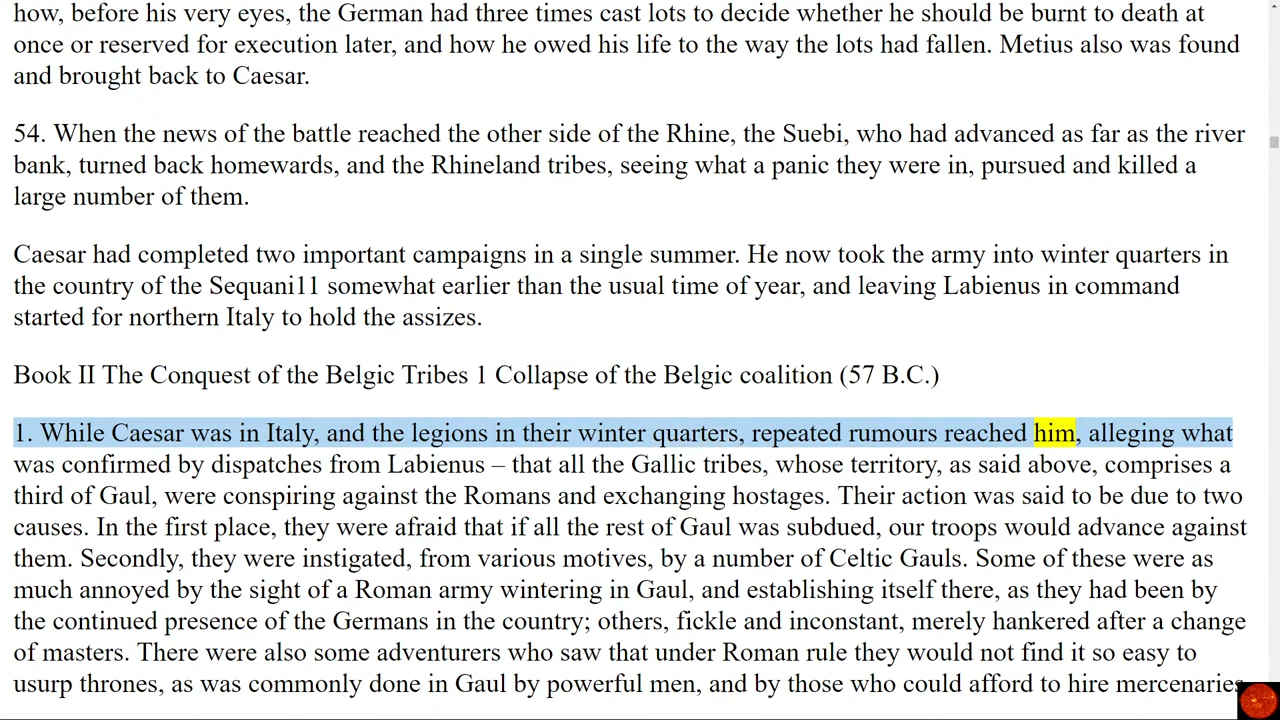 how, before his very eyes, the German had three times cast lots to decide whether he should be burnt to death at
once or reserved for execution later, and how he owed his life to the way the lots had fallen. Metius also was found
and brought back to Caesar.
54. When the news of the battle reached the other side of the Rhine, the Suebi, who had advanced as far as the river
bank, turned back homewards, and the Rhineland tribes, seeing what a panic they were in, pursued and killed a
large number of them.
Caesar had completed two important campaigns in a single summer. He now took the army into winter quarters in
the country of the Sequani11 somewhat earlier than the usual time of year, and leaving Labienus in command
started for northern Italy to hold the assizes.
Book II The Conquest of the Belgic Tribes 1 Collapse of the Belgic coalition (57 B.C.)
1. While Caesar was in Italy, and the legions in their winter quarters, repeated rumours reached him, alleging what
was confirmed by dispatches from Labienus – that all the Gallic tribes, whose territory, as said above, comprises a
third of Gaul, were conspiring against the Romans and exchanging hostages. Their action was said to be due to two
causes. In the first place, they were afraid that if all the rest of Gaul was subdued, our troops would advance against
them. Secondly, they were instigated, from various motives, by a number of Celtic Gauls. Some of these were as
much annoyed by the sight of a Roman army wintering in Gaul, and establishing itself there, as they had been by
the continued presence of the Germans in the country; others, fickle and inconstant, merely hankered after a change
of masters. There were also some adventurers who saw that under Roman rule they would not find it so easy to
usurp thrones, as was commonly done in Gaul by powerful men, and by those who could afford to hire mercenaries